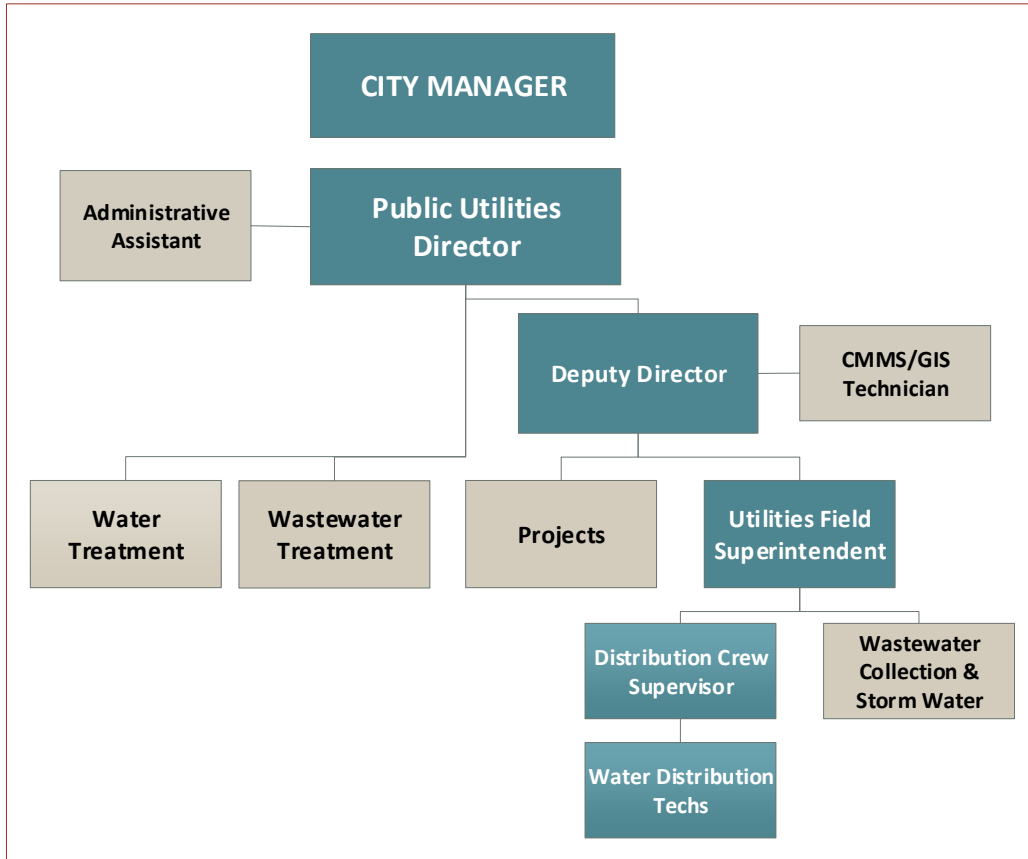 CITY MANAGER
Administrative
Assistant
Public Utilities
Director
Deputy Director
CMMS/GIS
Technician
Water
Treatment
Wastewater
Treatment
Projects
Utilities Field
Superintendent
Distribution Crew
Supervisor
Wastewater
Collection &
Storm Water
Water Distribution
Techs